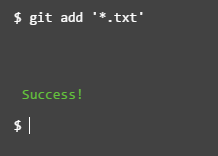 $ git add '*.txt'
Success!
$